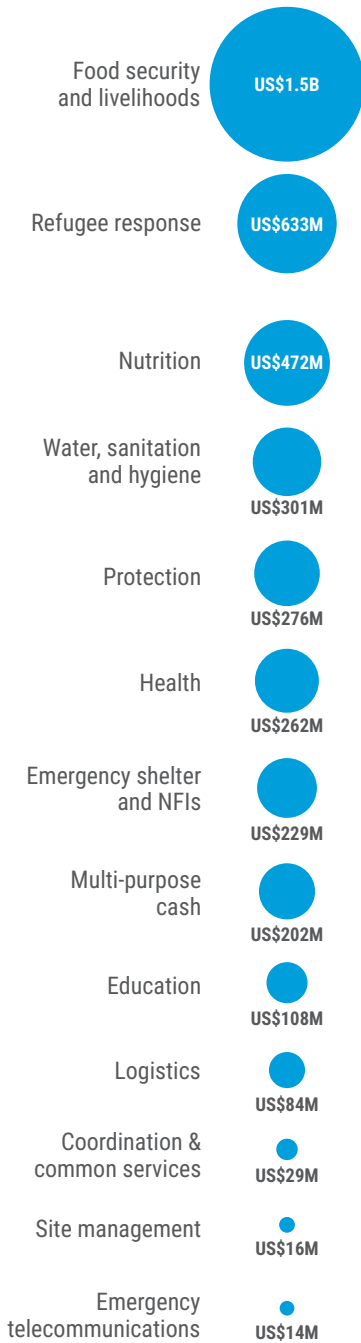 Food security
and livelihoods
US$1.5B
Refugee response
US$633M
Nutrition
US$472M
Water, sanitation
and hygiene
US$301M
Protection
US$276M
Health
US$262M
Emergency shelter
and NFIs
US$229M
Multi-purpose
cash
US$202M
Education
US$108M
Logistics
US$84M
Coordination &
common services
US$29M
Site management
US$16M
Emergency
telecommunications
US$14M